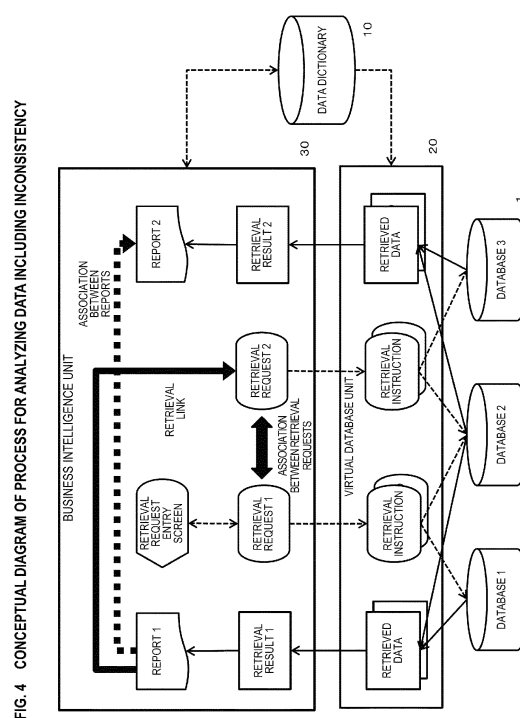 FIG. 4 CONCEPTUAL DIAGRAM OF PROCESS FOR ANALYZING DATA INCLUDING INCONSISTENCY
BUSINESS INTELLIGENCE UNIT
30
REPORT 1
RETRIEVAL
REQUEST
ENTRY
SCREEN
RETRIEVAL
LINK
ASSOCIATION
BETWEEN
REPORTS
REPORT 2
RETRIEVAL
RESULT 1
RETRIEVAL
REQUEST 1
ASSOCIATION
BETWEEN RETRIEVAL
REQUESTS
RETRIEVAL
REQUEST 2
RETRIEVAL
RESULT 2
DATA DICTIONARY
10
VIRTUAL DATABASE UNIT
20
RETRIEVED
DATA
RETRIEVAL
INSTRUCTION
RETRIEVAL
INSTRUCTION
RETRIEVED
DATA
DATABASE 1
DATABASE 2
DATABASE 3